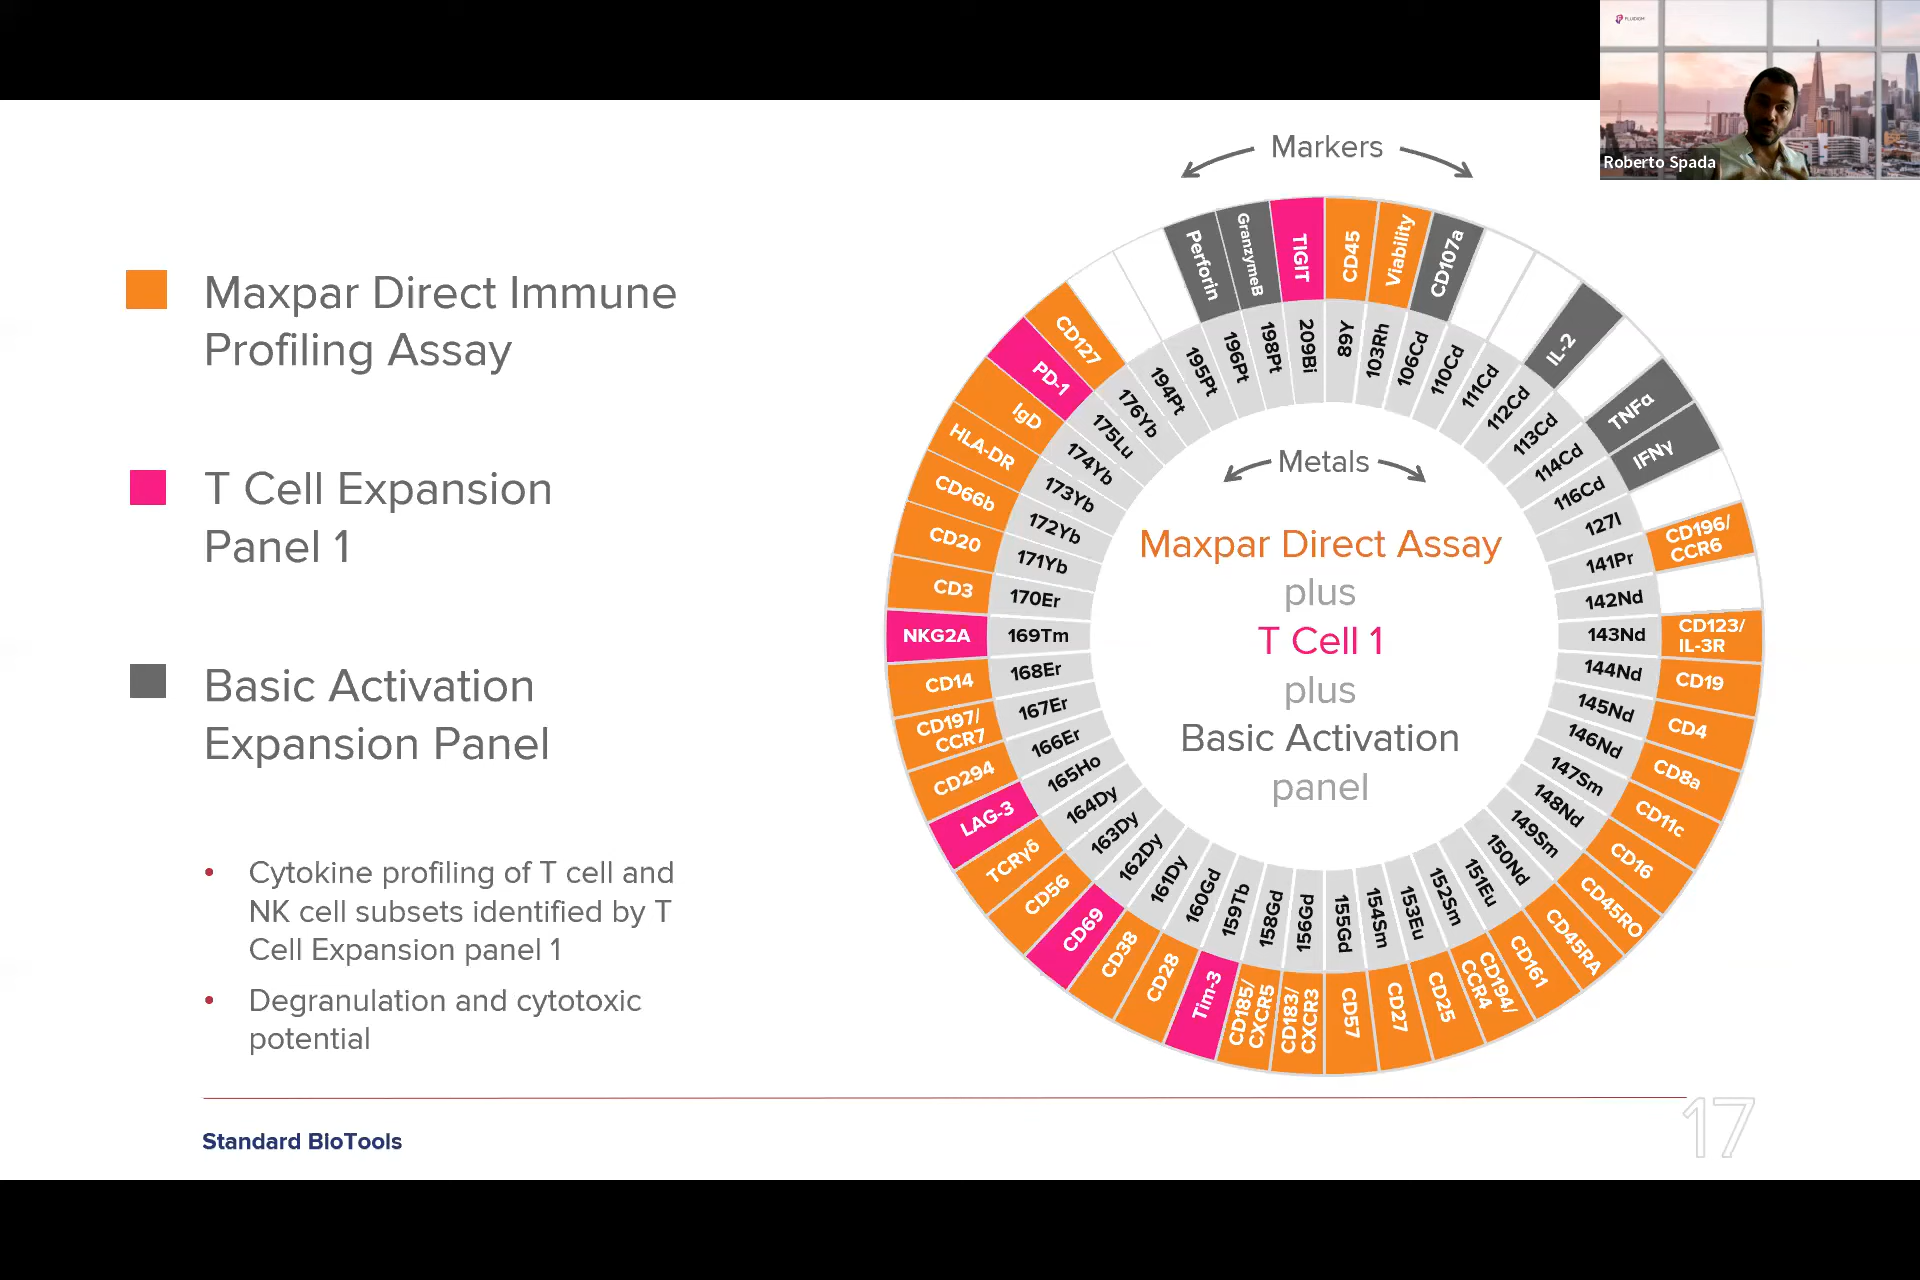 FLUIDIGM
Roberto Spada
Maxpar Direct Immune
Profiling Assay
T Cell Expansion
Panel 1
Basic Activation
Expansion Panel
• Cytokine profiling of T cell and
NK cell subsets identified by T
Cell Expansion panel 1
• Degranulation and cytotoxic
potential
Markers
CD45
Viability
CD107a
IL-2
TNFα
IFNγ
CD196/
CCR6
CD123/
IL-3R
CD19
CD4
CD8a
CD11c
CD16
CD45RO
CD45RA
CD161
CD194/
CCR4
CD25
CD27
CD57
CD183/
CXCR3
CD185/
CXCR5
Tim-3
CD28
CD38
CD69
CD56
TCRγδ
LAG-3
CD294
CD197/
CCR7
CD14
NKG2A
CD3
CD20
CD66b
HLA-DR
IgD
PD-1
CD127
Perforin
GranzymeB
TIGIT
89Y
103Rh
106Cd
110Cd
111Cd
112Cd
113Cd
114Cd
116Cd
127I
141Pr
142Nd
143Nd
144Nd
145Nd
146Nd
147Sm
148Nd
149Sm
150Nd
151Eu
152Sm
153Eu
154Sm
155Gd
156Gd
158Gd
159Tb
160Gd
161Dy
162Dy
163Dy
164Dy
165Ho
166Er
167Er
168Er
169Tm
170Er
171Yb
172Yb
173Yb
174Yb
175Lu
176Yb
194Pt
195Pt
196Pt
198Pt
209Bi
Metals
Maxpar Direct Assay
plus
T Cell 1
plus
Basic Activation
panel
Standard BioTools
17